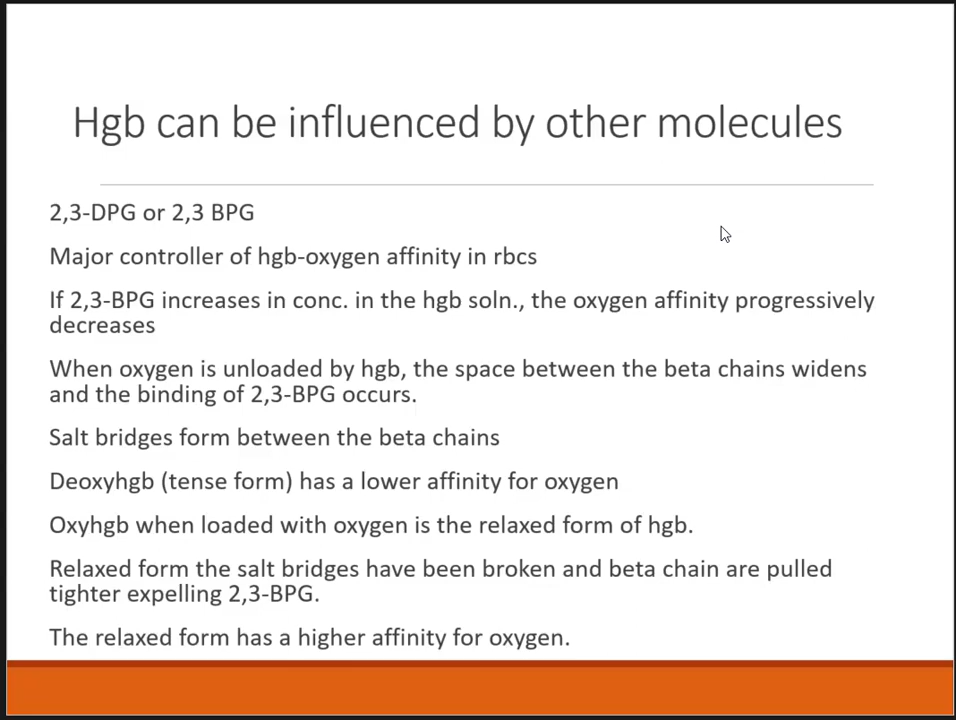 Hgb can be influenced by other molecules
2,3-DPG or 2,3 BPG
Major controller of hgb-oxygen affinity in rbcs
If 2,3-BPG increases in conc. in the hgb soln., the oxygen affinity progressively
decreases
When oxygen is unloaded by hgb, the space between the beta chains widens
and the binding of 2,3-BPG occurs.
Salt bridges form between the beta chains
Deoxyhgb (tense form) has a lower affinity for oxygen
Oxyhgb when loaded with oxygen is the relaxed form of hgb.
Relaxed form the salt bridges have been broken and beta chain are pulled
tighter expelling 2,3-BPG.
The relaxed form has a higher affinity for oxygen.